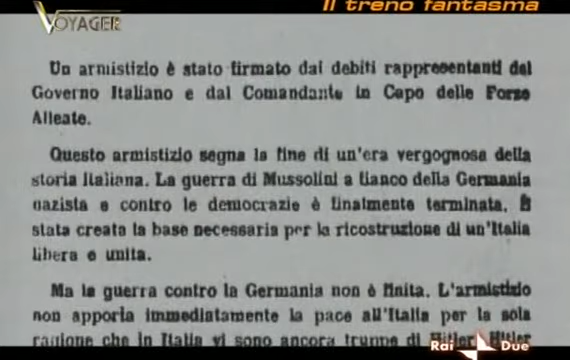 Il treno fantasma
VOYAGER
Un armistizio è stato firmato dai debiti rappresentanti del
Governo Italiano e dal Comandante in Capo delle Forze
Alleate.
Questo armistizio segna la fine di un'era vergognosa della
storia italiana. La guerra di Mussolini a fianco della Germania
nazista e contro le democrazie è finalmente terminata. È
stata creata la base necessaria per la ricostruzione di un'Italia
libera e unita.
Ma la guerra contro la Germania non è finita. L'armistizio
non apporta immediatamente la pace all'Italia per la sola
ragione che in Italia vi sono ancora truppe di Hitler. Hitler
Rai Due